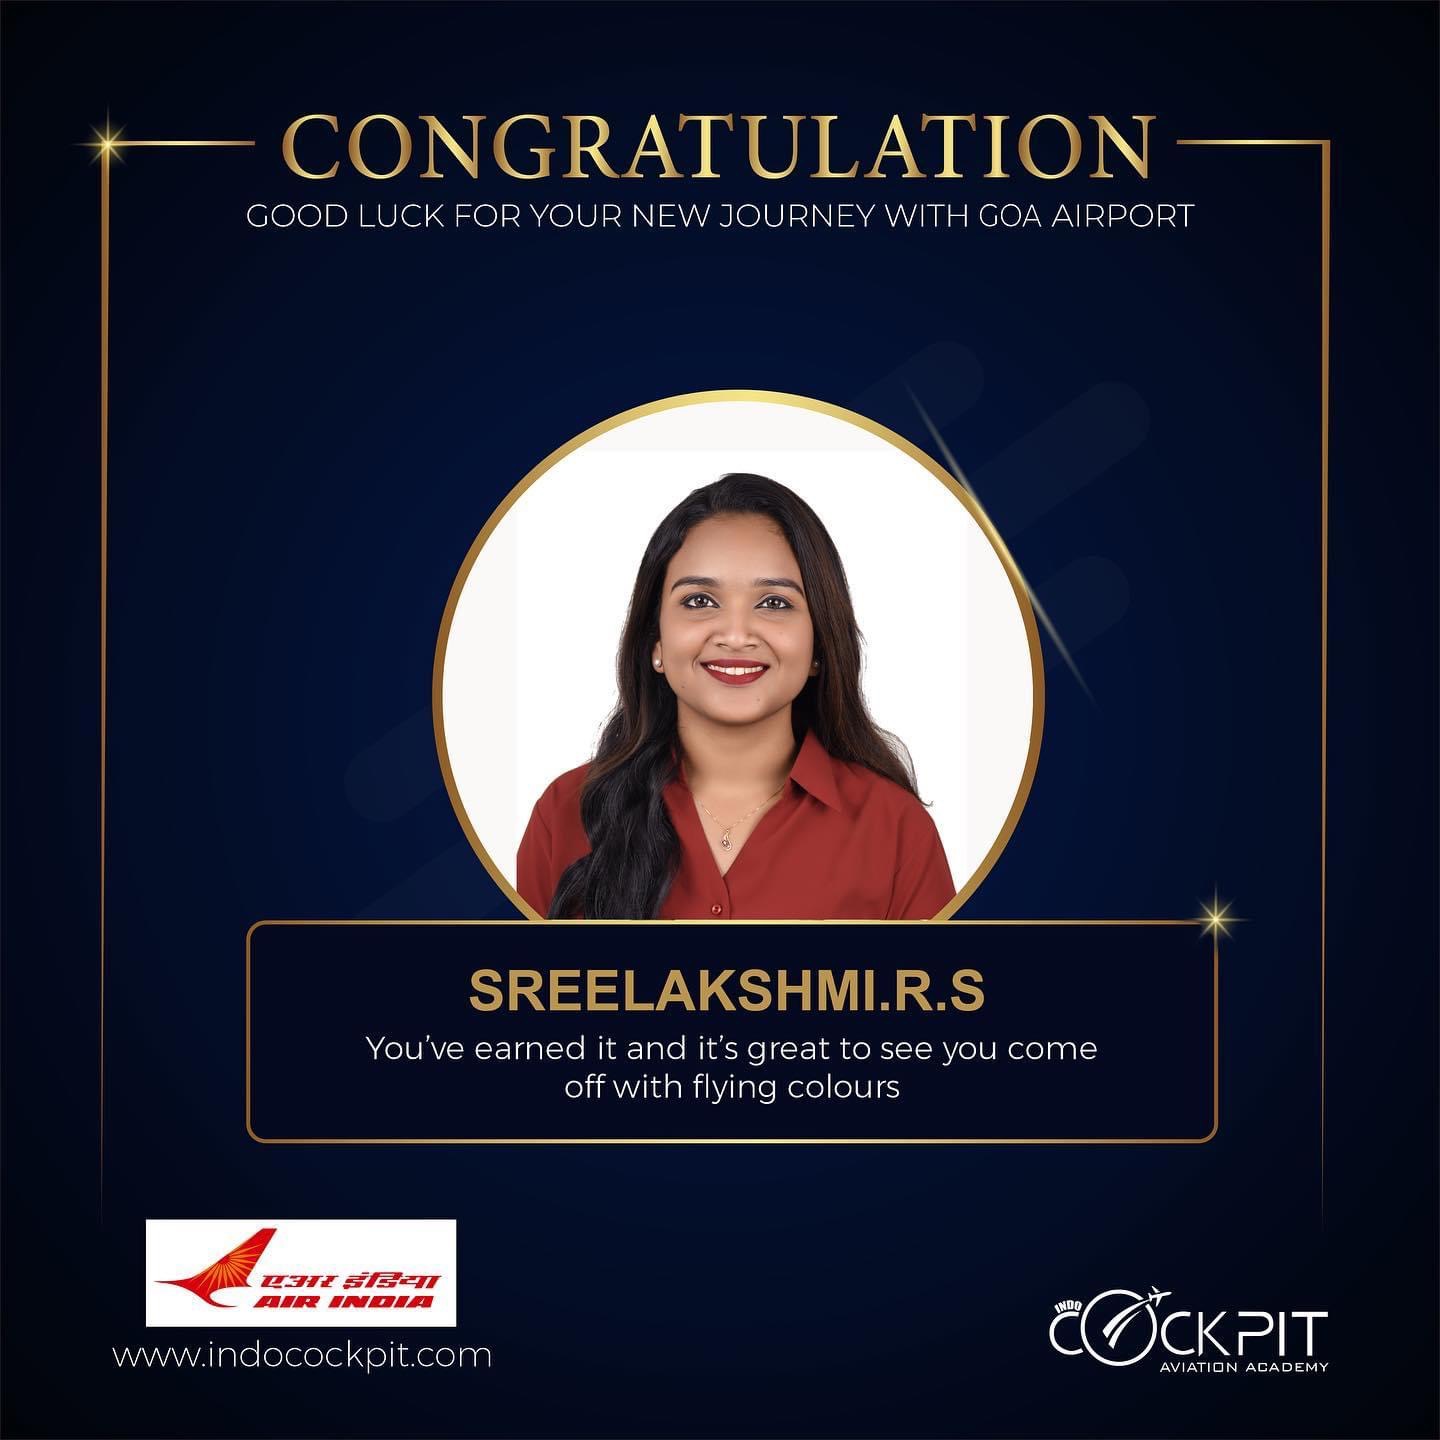 CONGRATULATION
GOOD LUCK FOR YOUR NEW JOURNEY WITH GOA AIRPORT
SREELAKSHMI.R.S
You've earned it and it's great to see you come
off with flying colours
एअर इंडिया
AIR INDIA
www.indocockpit.com
INDO
COCKPIT
AVIATION ACADEMY